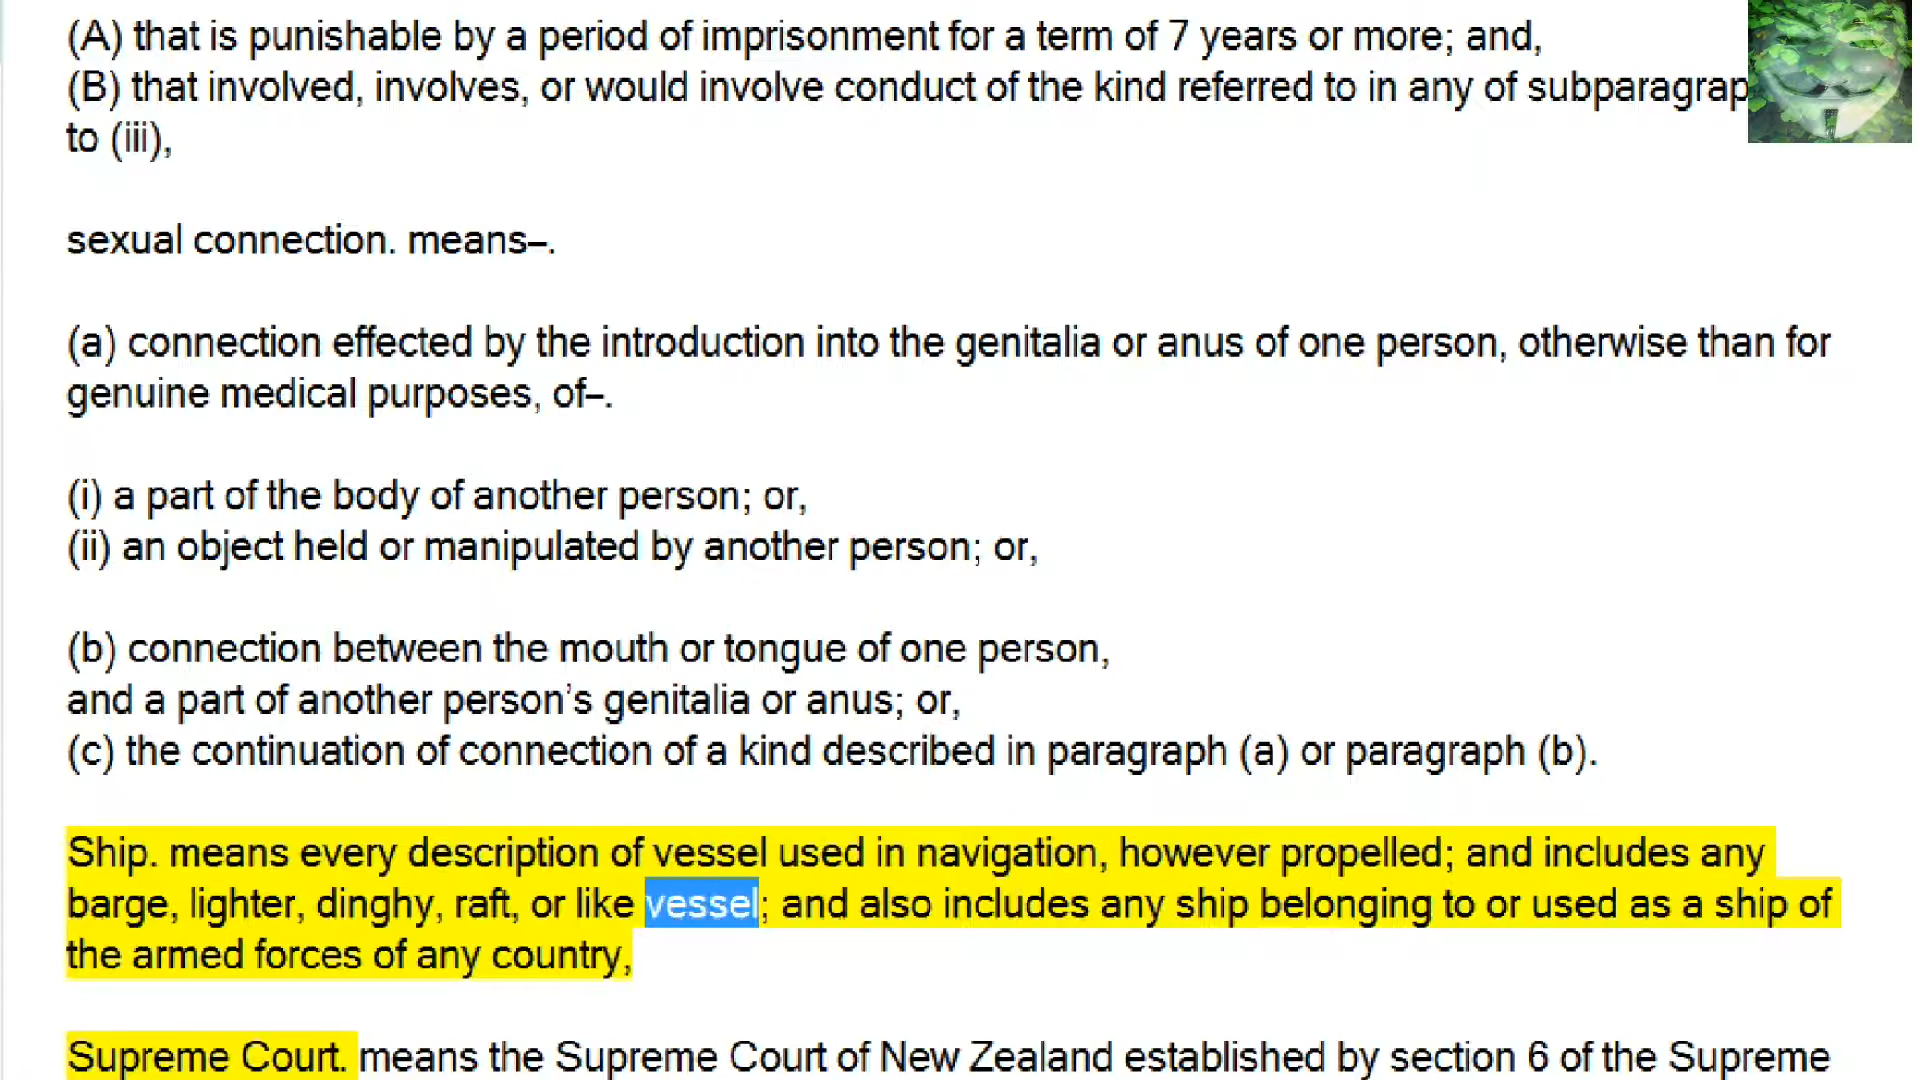 (A) that is punishable by a period of imprisonment for a term of 7 years or more; and,
(B) that involved, involves, or would involve conduct of the kind referred to in any of subparagrap
to (iii),
sexual connection. means–.
(a) connection effected by the introduction into the genitalia or anus of one person, otherwise than for
genuine medical purposes, of–.
(i) a part of the body of another person; or,
(ii) an object held or manipulated by another person; or,
(b) connection between the mouth or tongue of one person,
and a part of another person’s genitalia or anus; or,
(c) the continuation of connection of a kind described in paragraph (a) or paragraph (b).
Ship. means every description of vessel used in navigation, however propelled; and includes any
barge, lighter, dinghy, raft, or like vessel; and also includes any ship belonging to or used as a ship of
the armed forces of any country,
Supreme Court. means the Supreme Court of New Zealand established by section 6 of the Supreme